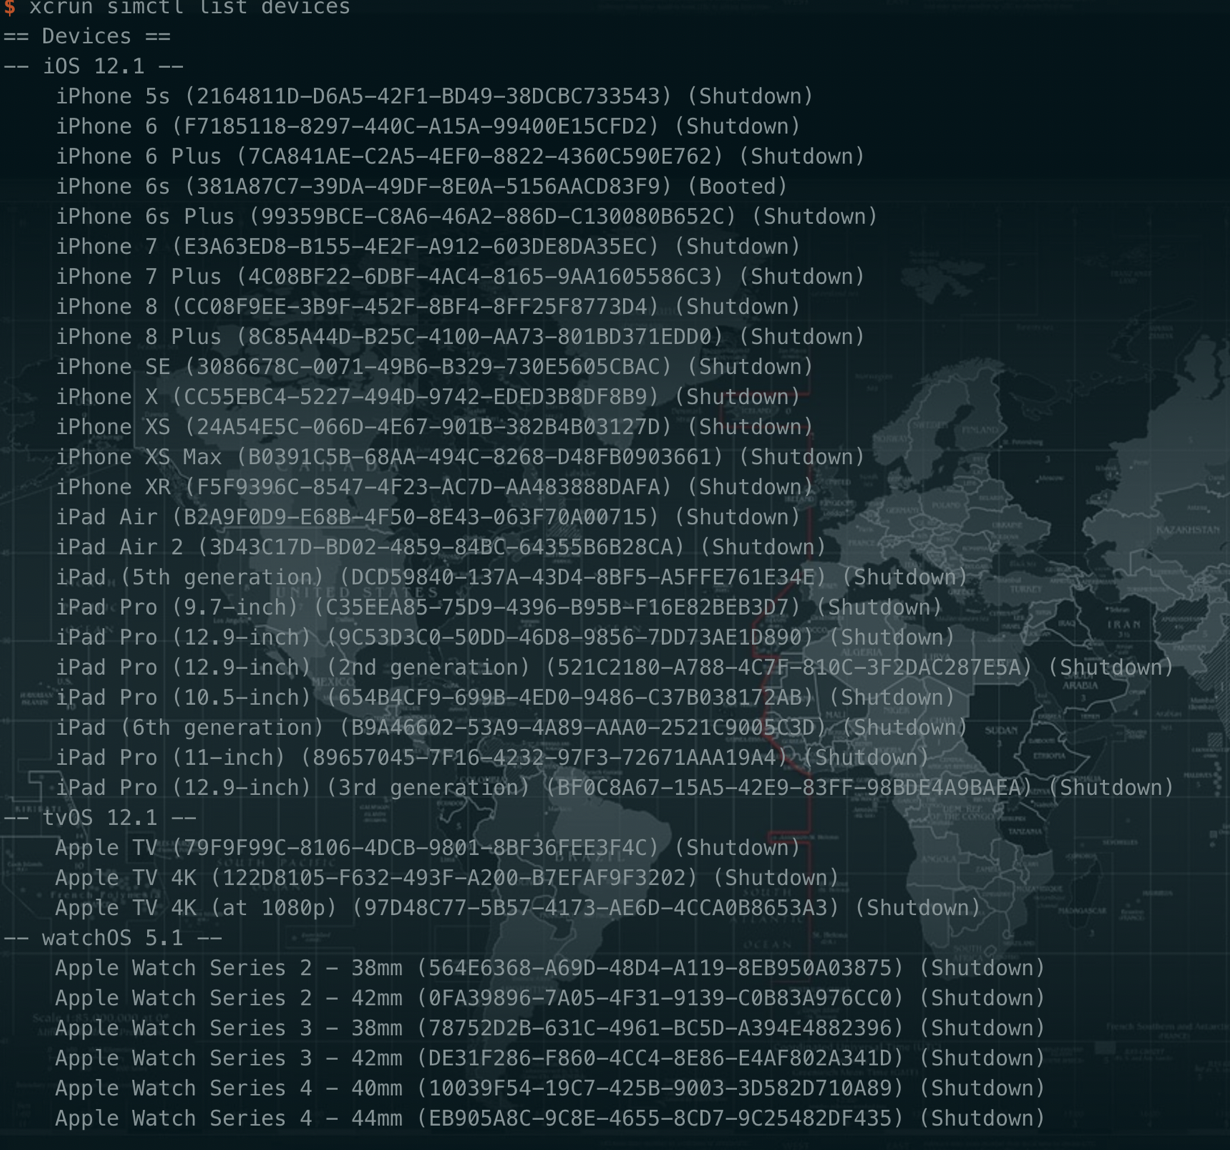 $ xcrun simctl list devices
== Devices ==
-- iOS 12.1 --
iPhone 5s (2164811D-D6A5-42F1-BD49-38DCBC733543) (Shutdown)
iPhone 6 (F7185118-8297-440C-A15A-99400E15CFD2) (Shutdown)
iPhone 6 Plus (7CA841AE-C2A5-4EF0-8822-4360C590E762) (Shutdown)
iPhone 6s (381A87C7-39DA-49DF-8E0A-5156AACD83F9) (Booted)
iPhone 6s Plus (99359BCE-C8A6-46A2-886D-C130080B652C) (Shutdown)
iPhone 7 (E3A63ED8-B155-4E2F-A912-603DE8DA35EC) (Shutdown)
iPhone 7 Plus (4C08BF22-6DBF-4AC4-8165-9AA1605586C3) (Shutdown)
iPhone 8 (CC08F9EE-3B9F-452F-8BF4-8FF25F8773D4) (Shutdown)
iPhone 8 Plus (8C85A44D-B25C-4100-AA73-801BD371EDD0) (Shutdown)
iPhone SE (3086678C-0071-49B6-B329-730E5605CBAC) (Shutdown)
iPhone X (CC55EBC4-5227-494D-9742-EDED3B8DF8B9) (Shutdown)
iPhone XS (24A54E5C-066D-4E67-901B-382B4B03127D) (Shutdown)
iPhone XS Max (B0391C5B-68AA-494C-8268-D48FB0903661) (Shutdown)
iPhone XR (F5F9396C-8547-4F23-AC7D-AA483888DAFA) (Shutdown)
iPad Air (B2A9F0D9-E68B-4F50-8E43-063F70A00715) (Shutdown)
iPad Air 2 (3D43C17D-BD02-4859-84BC-64355B6B28CA) (Shutdown)
iPad (5th generation) (DCD59840-137A-43D4-8BF5-A5FFE761E34E) (Shutdown)
iPad Pro (9.7-inch) (C35EEA85-75D9-4396-B95B-F16E82BEB3D7) (Shutdown)
iPad Pro (12.9-inch) (9C53D3C0-50DD-46D8-9856-7DD73AE1D890) (Shutdown)
iPad Pro (12.9-inch) (2nd generation) (521C2180-A788-4C7F-810C-3F2DAC287E5A) (Shutdown)
iPad Pro (10.5-inch) (654B4CF9-699B-4ED0-9486-C37B038172AB) (Shutdown)
iPad (6th generation) (B9A46602-53A9-4A89-AAA0-2521C9005C3D) (Shutdown)
iPad Pro (11-inch) (89657045-7F16-4232-97F3-72671AAA19A4) (Shutdown)
iPad Pro (12.9-inch) (3rd generation) (BF0C8A67-15A5-42E9-83FF-98BDE4A9BAEA) (Shutdown)
-- tvOS 12.1 --
Apple TV (79F9F99C-8106-4DCB-9801-8BF36FEE3F4C) (Shutdown)
Apple TV 4K (122D8105-F632-493F-A200-B7EFAF9F3202) (Shutdown)
Apple TV 4K (at 1080p) (97D48C77-5B57-4173-AE6D-4CCA0B8653A3) (Shutdown)
-- watchOS 5.1 --
Apple Watch Series 2 - 38mm (564E6368-A69D-48D4-A119-8EB950A03875) (Shutdown)
Apple Watch Series 2 - 42mm (0FA39896-7A05-4F31-9139-C0B83A976CC0) (Shutdown)
Apple Watch Series 3 - 38mm (78752D2B-631C-4961-BC5D-A394E4882396) (Shutdown)
Apple Watch Series 3 - 42mm (DE31F286-F860-4CC4-8E86-E4AF802A341D) (Shutdown)
Apple Watch Series 4 - 40mm (10039F54-19C7-425B-9003-3D582D710A89) (Shutdown)
Apple Watch Series 4 - 44mm (EB905A8C-9C8E-4655-8CD7-9C25482DF435) (Shutdown)